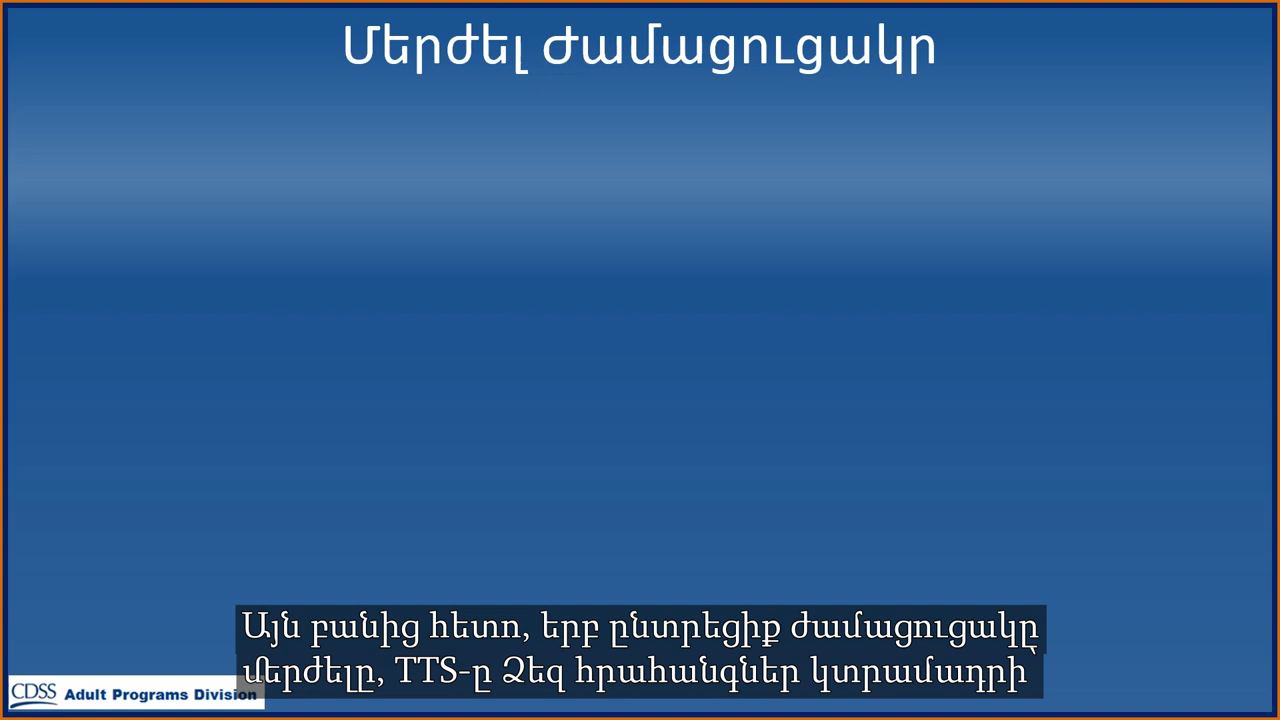 Մերժել Ժամացուցակր
Այն բանից հետո, երբ ընտրեցիք ժամացուցակը
մերժելը, TTS-ը Ձեզ հրահանգներ կտրամադրի՝
CDSS Adult Programs Division